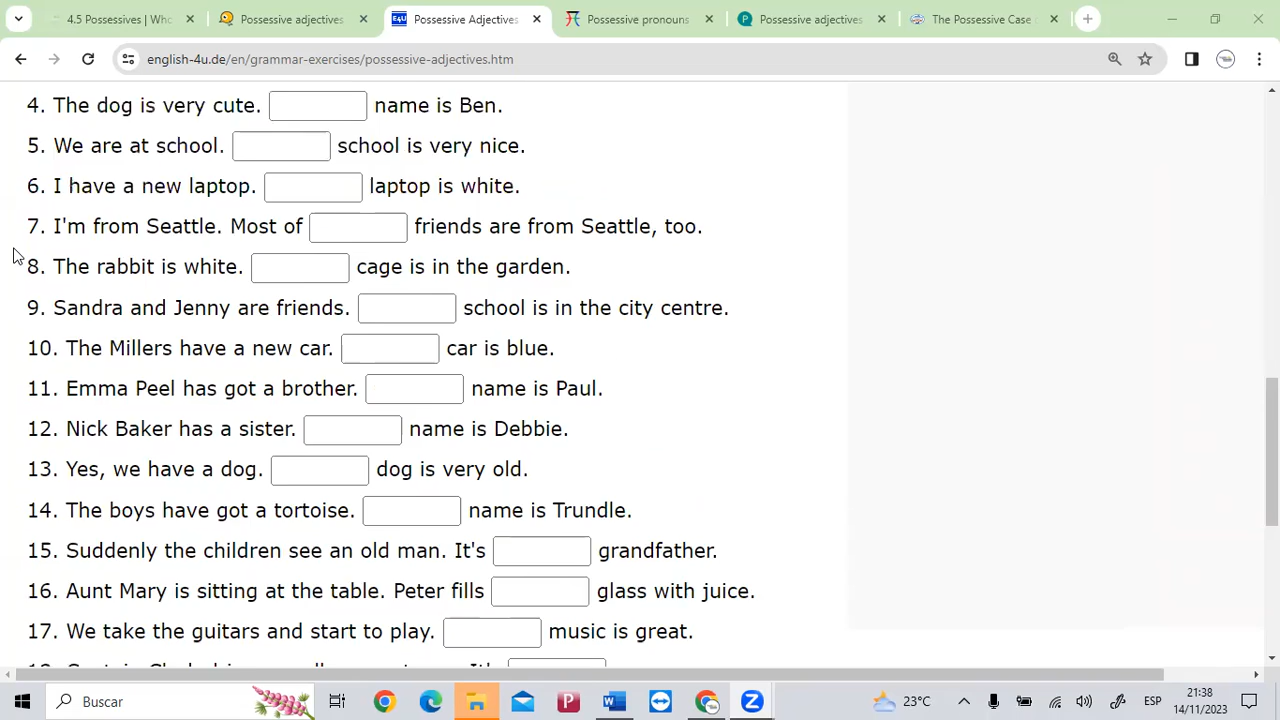 4.5 Possessives | Who
Possessive adjectives
Possessive Adjectives
Possessive pronouns
Possessive adjectives
The Possessive Case
english-4u.de/en/grammar-exercises/possessive-adjectives.htm
4. The dog is very cute. name is Ben.
5. We are at school. school is very nice.
6. I have a new laptop. laptop is white.
7. I'm from Seattle. Most of friends are from Seattle, too.
8. The rabbit is white. cage is in the garden.
9. Sandra and Jenny are friends. school is in the city centre.
10. The Millers have a new car. car is blue.
11. Emma Peel has got a brother. name is Paul.
12. Nick Baker has a sister. name is Debbie.
13. Yes, we have a dog. dog is very old.
14. The boys have got a tortoise. name is Trundle.
15. Suddenly the children see an old man. It's grandfather.
16. Aunt Mary is sitting at the table. Peter fills glass with juice.
17. We take the guitars and start to play. music is great.
Buscar
23°C
ESP
21:38
14/11/2023